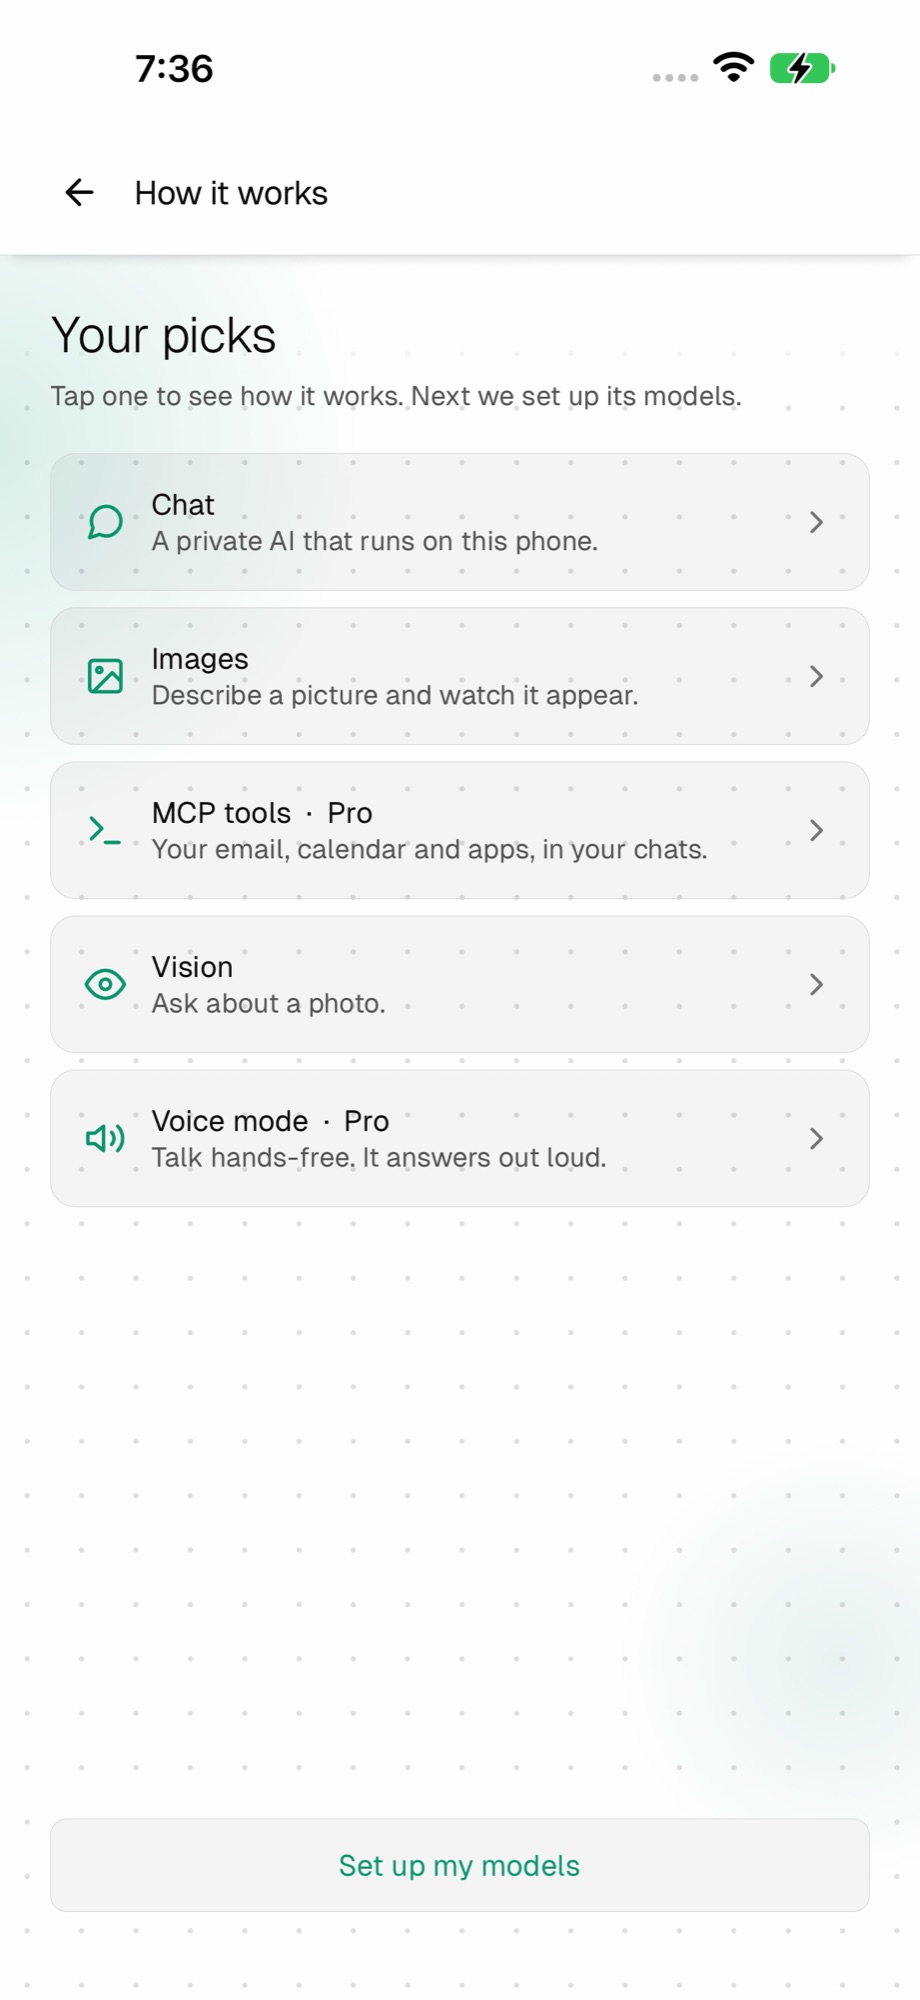 7:36
How it works
Your picks
Tap one to see how it works. Next we set up its models.
Chat
A private AI that runs on this phone.
Images
Describe a picture and watch it appear.
MCP tools · Pro
Your email, calendar and apps, in your chats.
Vision
Ask about a photo.
Voice mode · Pro
Talk hands-free. It answers out loud.
Set up my models